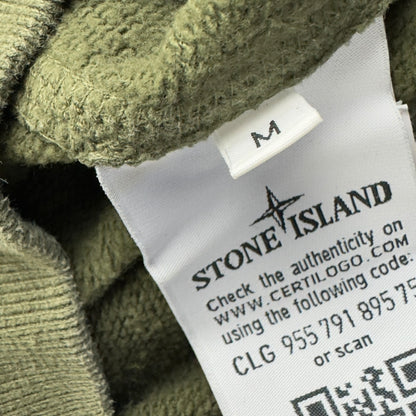 M
STONE ISLAND
Check the authenticity on
WWW.CERTILOGO.COM
using the following code:
CLG 955 791 895 75
or scan